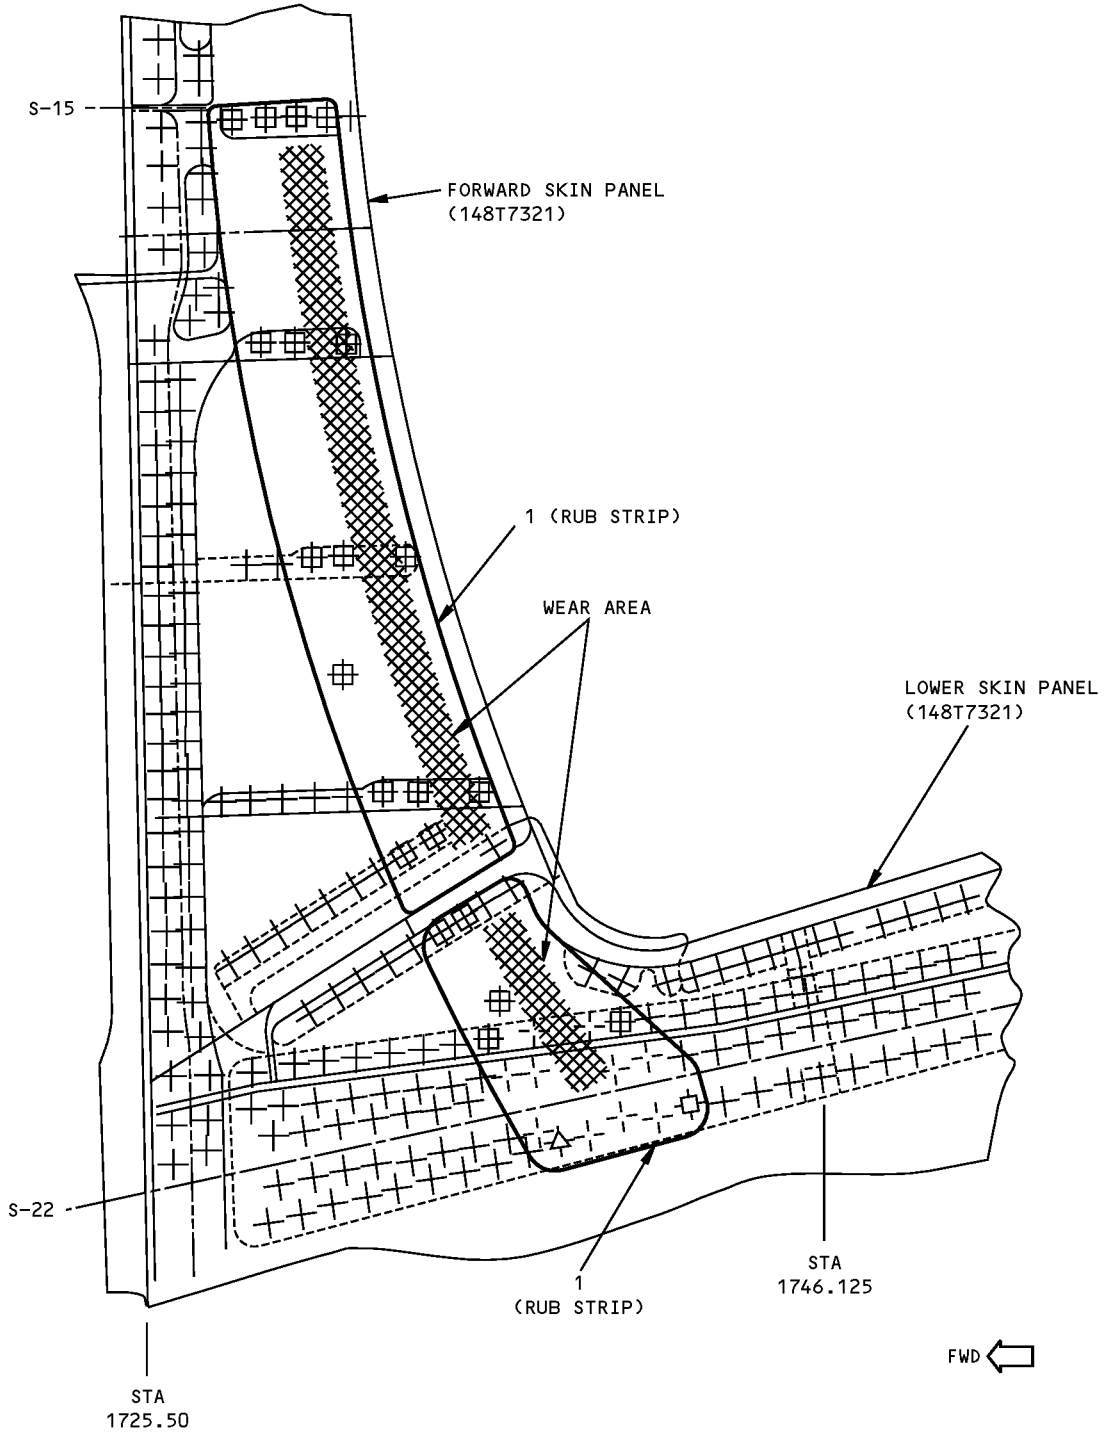 S-15
FORWARD SKIN PANEL
(148T7321)
1 (RUB STRIP)
WEAR AREA
LOWER SKIN PANEL
(148T7321)
S-22
STA
1746.125
1
(RUB STRIP)
FWD
STA
1725.50